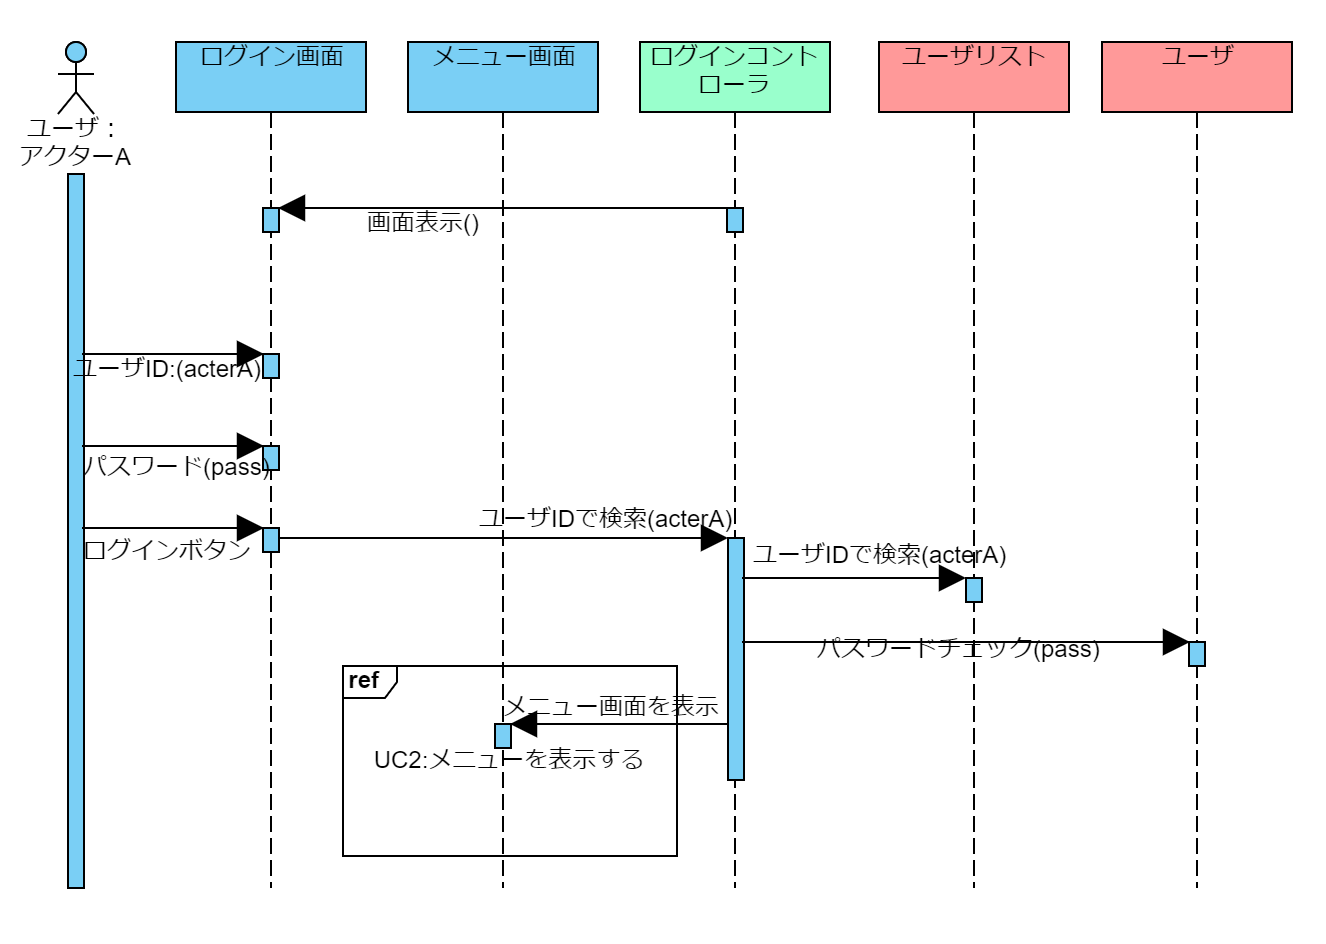 ユーザ：
アクターA
ログイン画面
メニュー画面
ログインコント
ローラ
ユーザリスト
ユーザ
画面表示()
ユーザID:(acterA)
パスワード(pass)
ログインボタン
ユーザIDで検索(acterA)
ユーザIDで検索(acterA)
パスワードチェック(pass)
ref
メニュー画面を表示
UC2:メニューを表示する